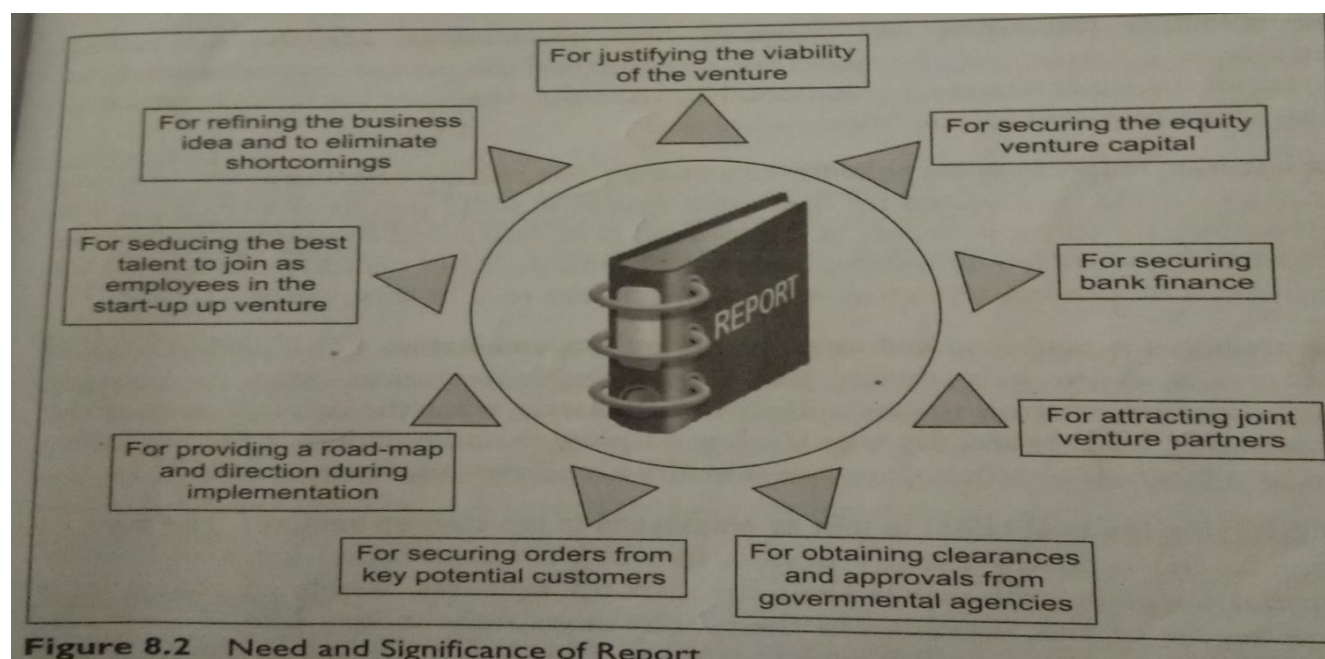 For justifying the viability
of the venture
For securing the equity
venture capital
For securing
bank finance
For attracting joint
venture partners
For obtaining clearances
and approvals from
governmental agencies
For securing orders from
key potential customers
For providing a road-map
and direction during
implementation
For seducing the best
talent to join as
employees in the
start-up up venture
For refining the business
idea and to eliminate
shortcomings
REPORT
Figure 8.2 Need and Significance of Report